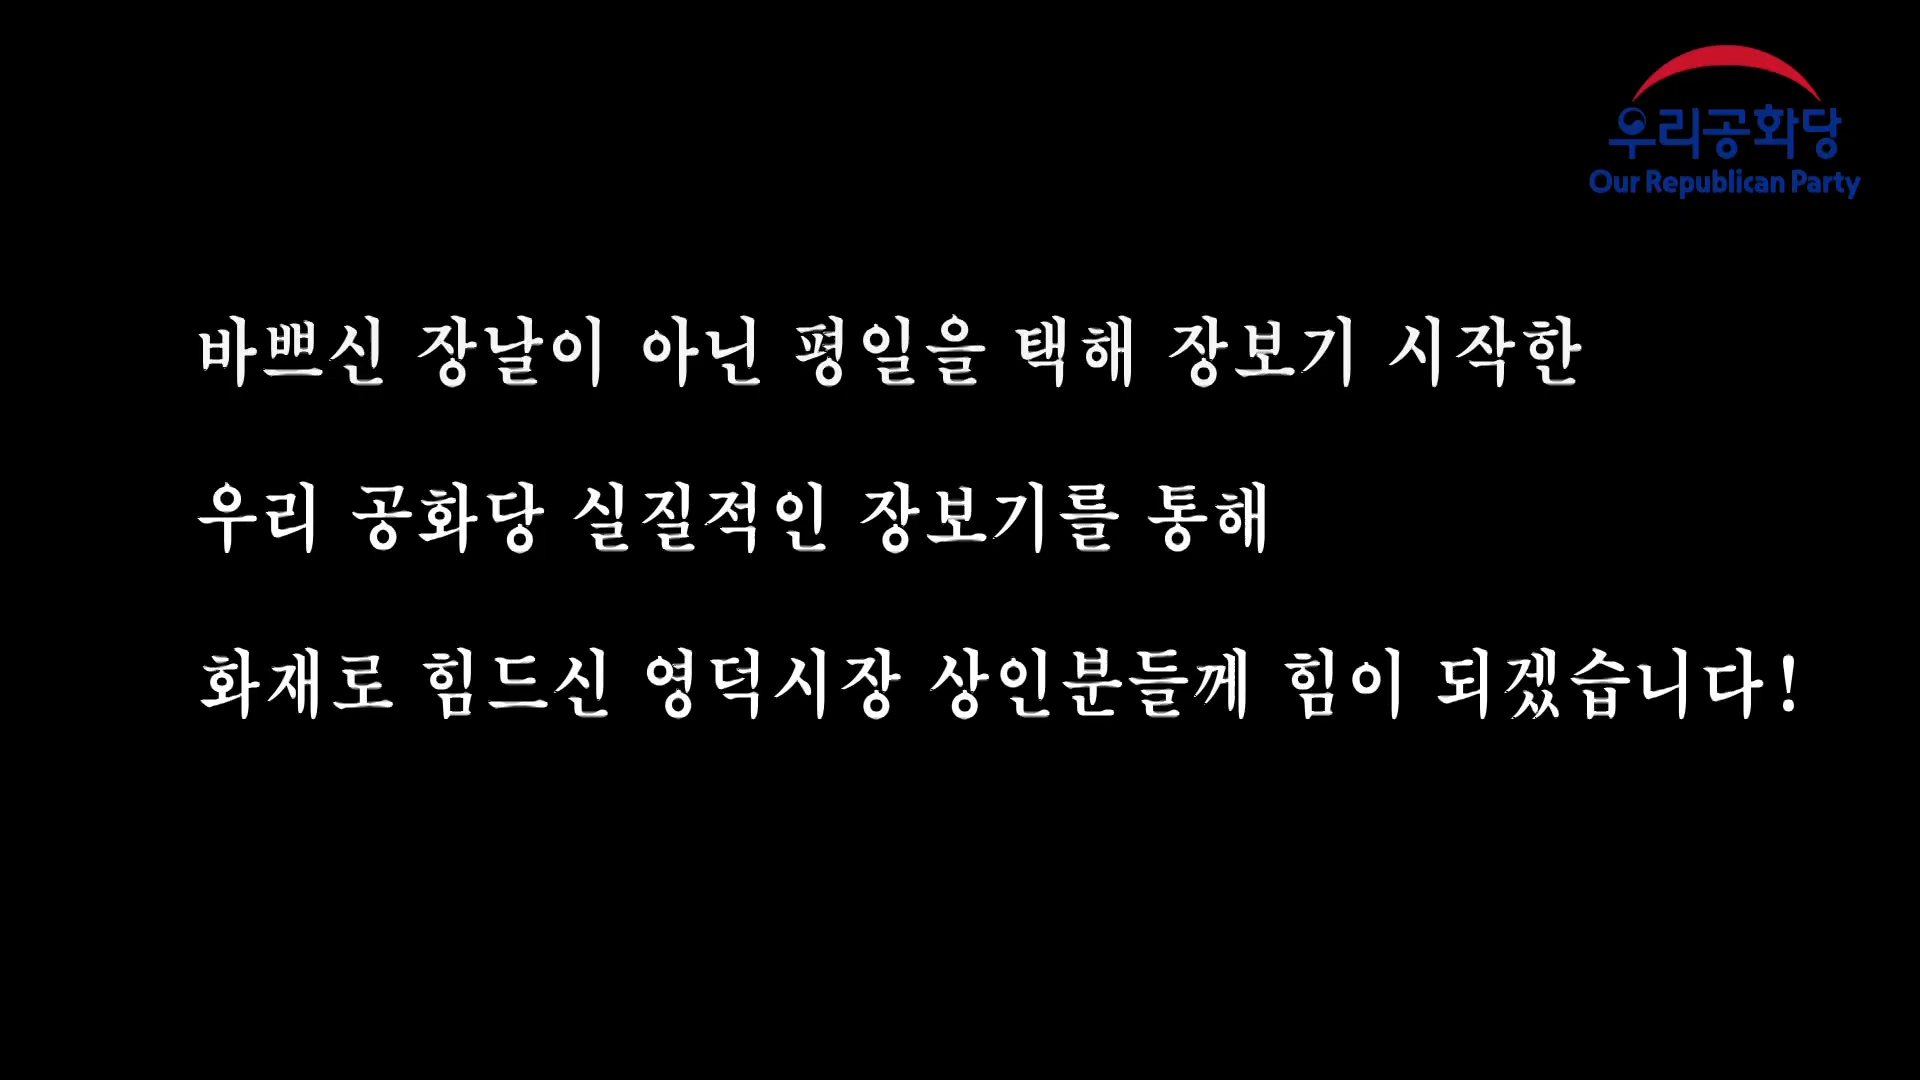 우리공화당
Our Republican Party
바쁘신 장날이 아닌 평일을 택해 장보기 시작한
우리 공화당 실질적인 장보기를 통해
화재로 힘드신 영덕시장 상인분들께 힘이 되겠습니다!